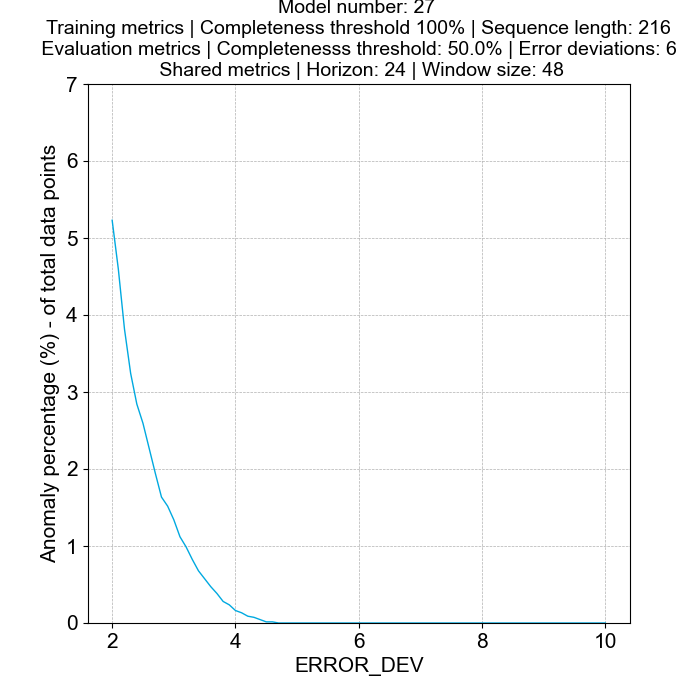 Model number: 27
Training metrics | Completeness threshold 100% | Sequence length: 216
Evaluation metrics | Completenesss threshold: 50.0% | Error deviations: 6
Shared metrics | Horizon: 24 | Window size: 48
Anomaly percentage (%) - of total data points
7
6
5
4
3
2
1
0
2 4 6 8 10
ERROR_DEV